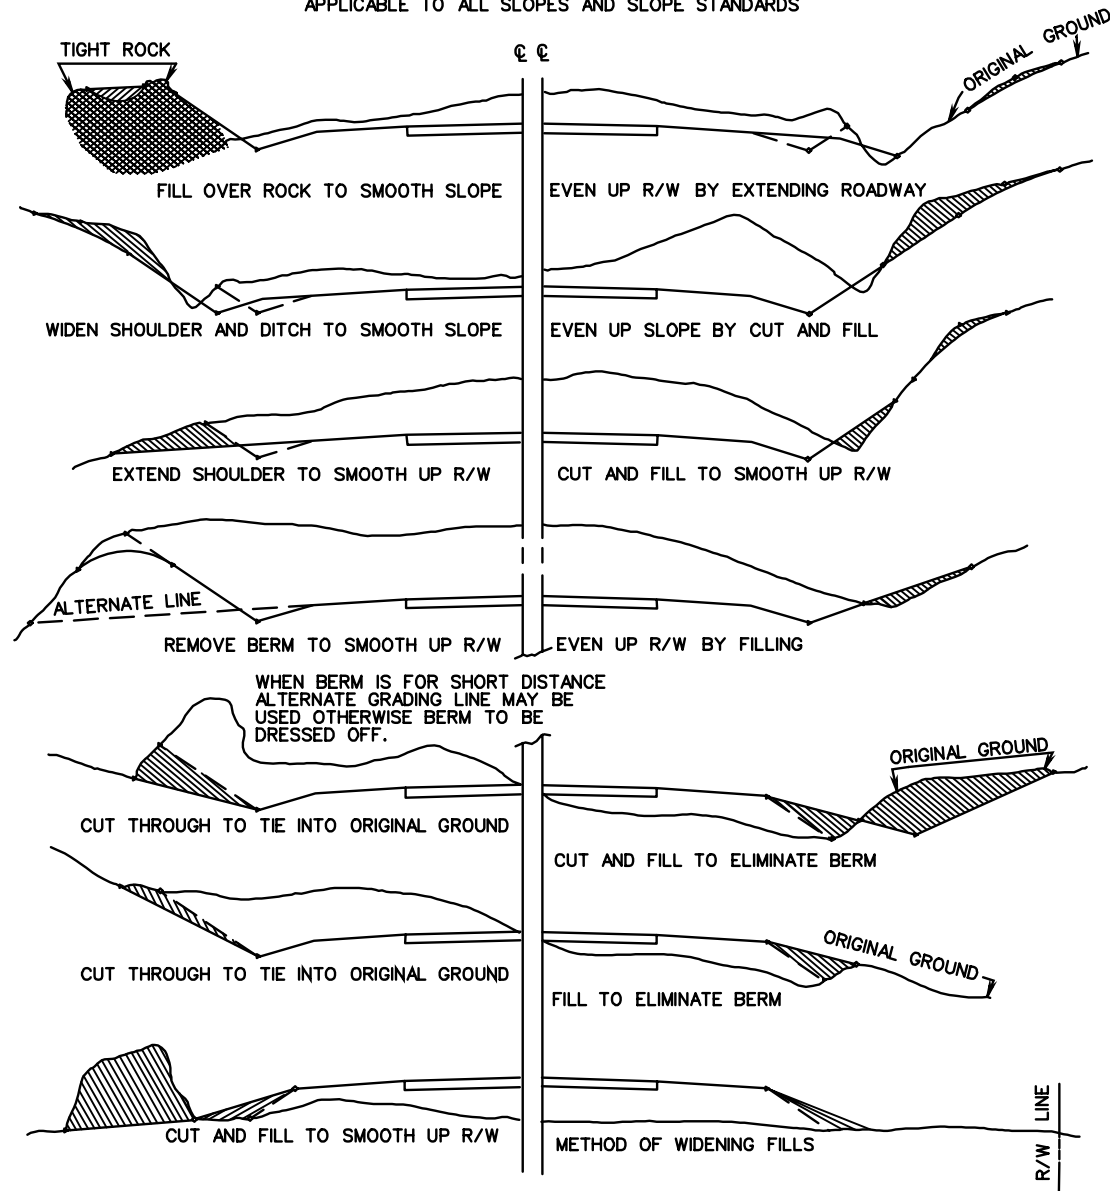 APPLICABLE TO ALL SLOPES AND SLOPE STANDARDS
TIGHT ROCK
℄ ℄
ORIGINAL GROUND
FILL OVER ROCK TO SMOOTH SLOPE
EVEN UP R/W BY EXTENDING ROADWAY
WIDEN SHOULDER AND DITCH TO SMOOTH SLOPE
EVEN UP SLOPE BY CUT AND FILL
EXTEND SHOULDER TO SMOOTH UP R/W
CUT AND FILL TO SMOOTH UP R/W
ALTERNATE LINE
REMOVE BERM TO SMOOTH UP R/W
EVEN UP R/W BY FILLING
WHEN BERM IS FOR SHORT DISTANCE
ALTERNATE GRADING LINE MAY BE
USED OTHERWISE BERM TO BE
DRESSED OFF.
ORIGINAL GROUND
CUT THROUGH TO TIE INTO ORIGINAL GROUND
CUT AND FILL TO ELIMINATE BERM
ORIGINAL GROUND
CUT THROUGH TO TIE INTO ORIGINAL GROUND
FILL TO ELIMINATE BERM
CUT AND FILL TO SMOOTH UP R/W
METHOD OF WIDENING FILLS
R/W LINE